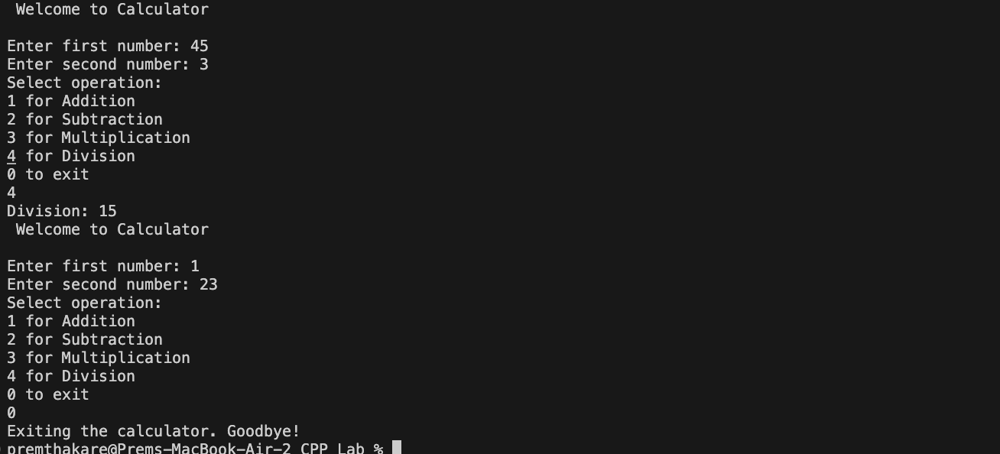 Welcome to Calculator
Enter first number: 45
Enter second number: 3
Select operation:
1 for Addition
2 for Subtraction
3 for Multiplication
4 for Division
0 to exit
4
Division: 15
Welcome to Calculator
Enter first number: 1
Enter second number: 23
Select operation:
1 for Addition
2 for Subtraction
3 for Multiplication
4 for Division
0 to exit
0
Exiting the calculator. Goodbye!
premthakare@Prems-MacBook-Air-2 CPP Lab %